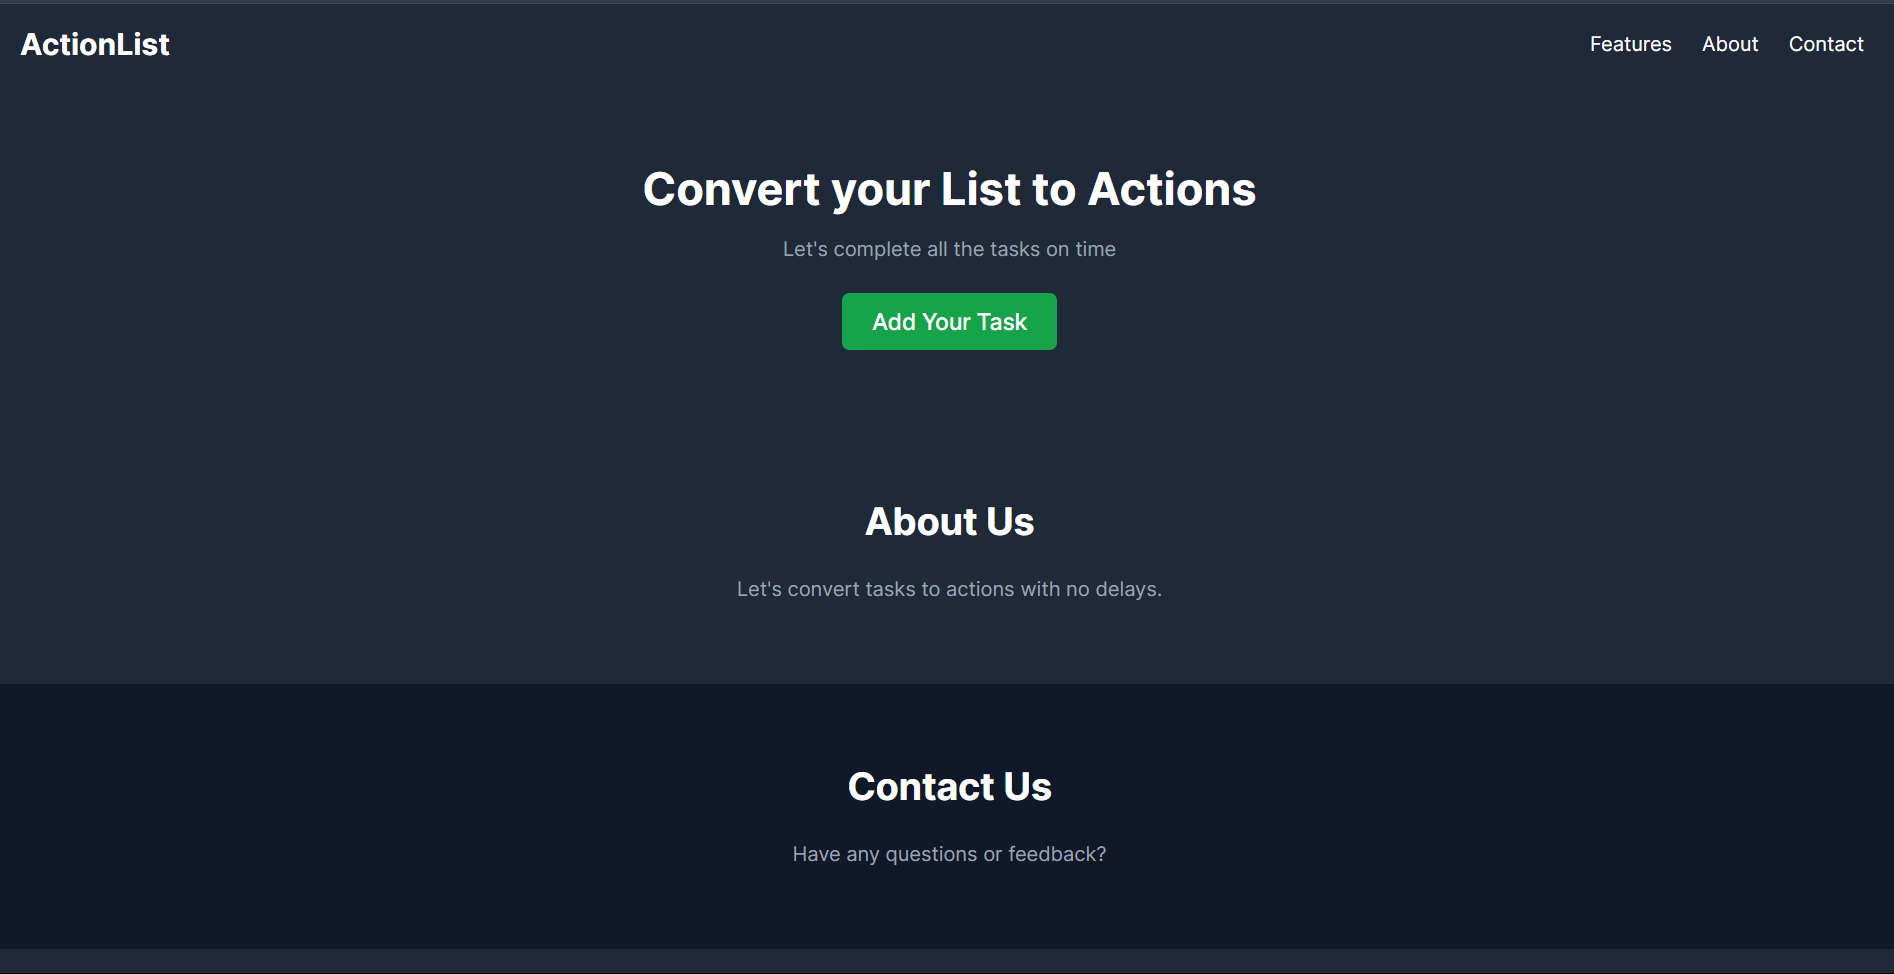 ActionList
Features About Contact
Convert your List to Actions
Let's complete all the tasks on time
Add Your Task
About Us
Let's convert tasks to actions with no delays.
Contact Us
Have any questions or feedback?